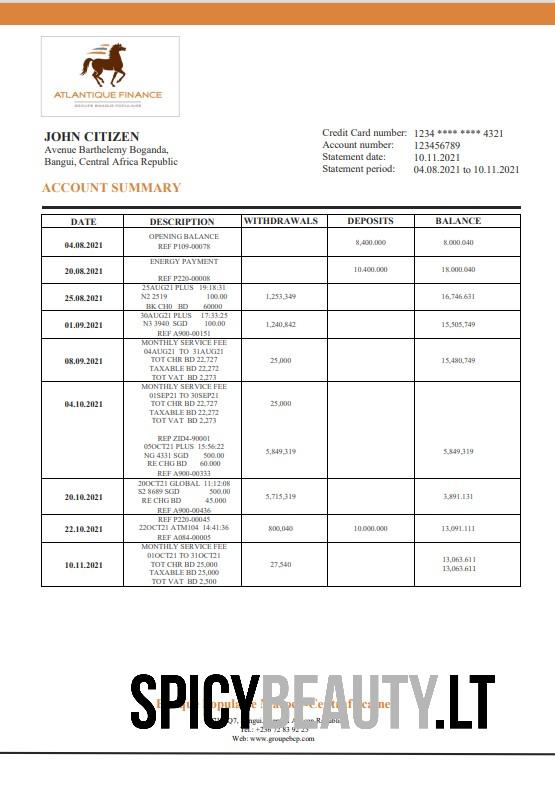 ATLANTIQUE FINANCE
GROUPE BANQUE POPULAIRE
JOHN CITIZEN
Avenue Barthelemy Boganda,
Bangui, Central Africa Republic
Credit Card number: 1234 **** **** 4321
Account number: 123456789
Statement date: 10.11.2021
Statement period: 04.08.2021 to 10.11.2021
ACCOUNT SUMMARY
DATE DESCRIPTION WITHDRAWALS DEPOSITS BALANCE
OPENING BALANCE
04.08.2021 REF P109-00078 8,400.000 8.000.040
ENERGY PAYMENT
20.08.2021 10.400.000 18.000.040
REF P220-00008
25AUG21 PLUS 19:18:31
25.08.2021 N2 2519 100.00 1,253,349 16,746.631
BK CH0 BD 60000
30AUG21 PLUS 17:33:25
01.09.2021 N3 3940 SGD 100.00 1,240,842 15,505,749
REF A900-00151
MONTHLY SERVICE FEE
04AUG21 TO 31AUG21
08.09.2021 TOT CHR BD 22,727 25,000 15,480,749
TAXABLE BD 22,272
TOT VAT BD 2,273
MONTHLY SERVICE FEE
01SEP21 TO 30SEP21
04.10.2021 TOT CHR BD 22,727 25,000
TAXABLE BD 22,272
TOT VAT BD 2,273
REP ZID4-90001
05OCT21 PLUS 15:56:22
NG 4331 SGD 500.00 5,849,319 5,849,319
RE CHG BD 60.000
REF A900-00333
20OCT21 GLOBAL 11:12:08
S2 8689 SGD 500.00
20.10.2021 RE CHG BD 45.000 5,715,319 3,891.131
REF A900-00436
REF P220-00045
22.10.2021 22OCT21 ATM104 14:41:36 800,040 10.000.000 13,091.111
REF A084-00005
MONTHLY SERVICE FEE
01OCT21 TO 31OCT21
10.11.2021 TOT CHR BD 25,000 27,540 13,063.611
TAXABLE BD 25,000 13,063.611
TOT VAT BD 2,500
SPICYBEAUTY.LT
Tel.: +236 72 83 92 23
Web: www.groupebcp.com